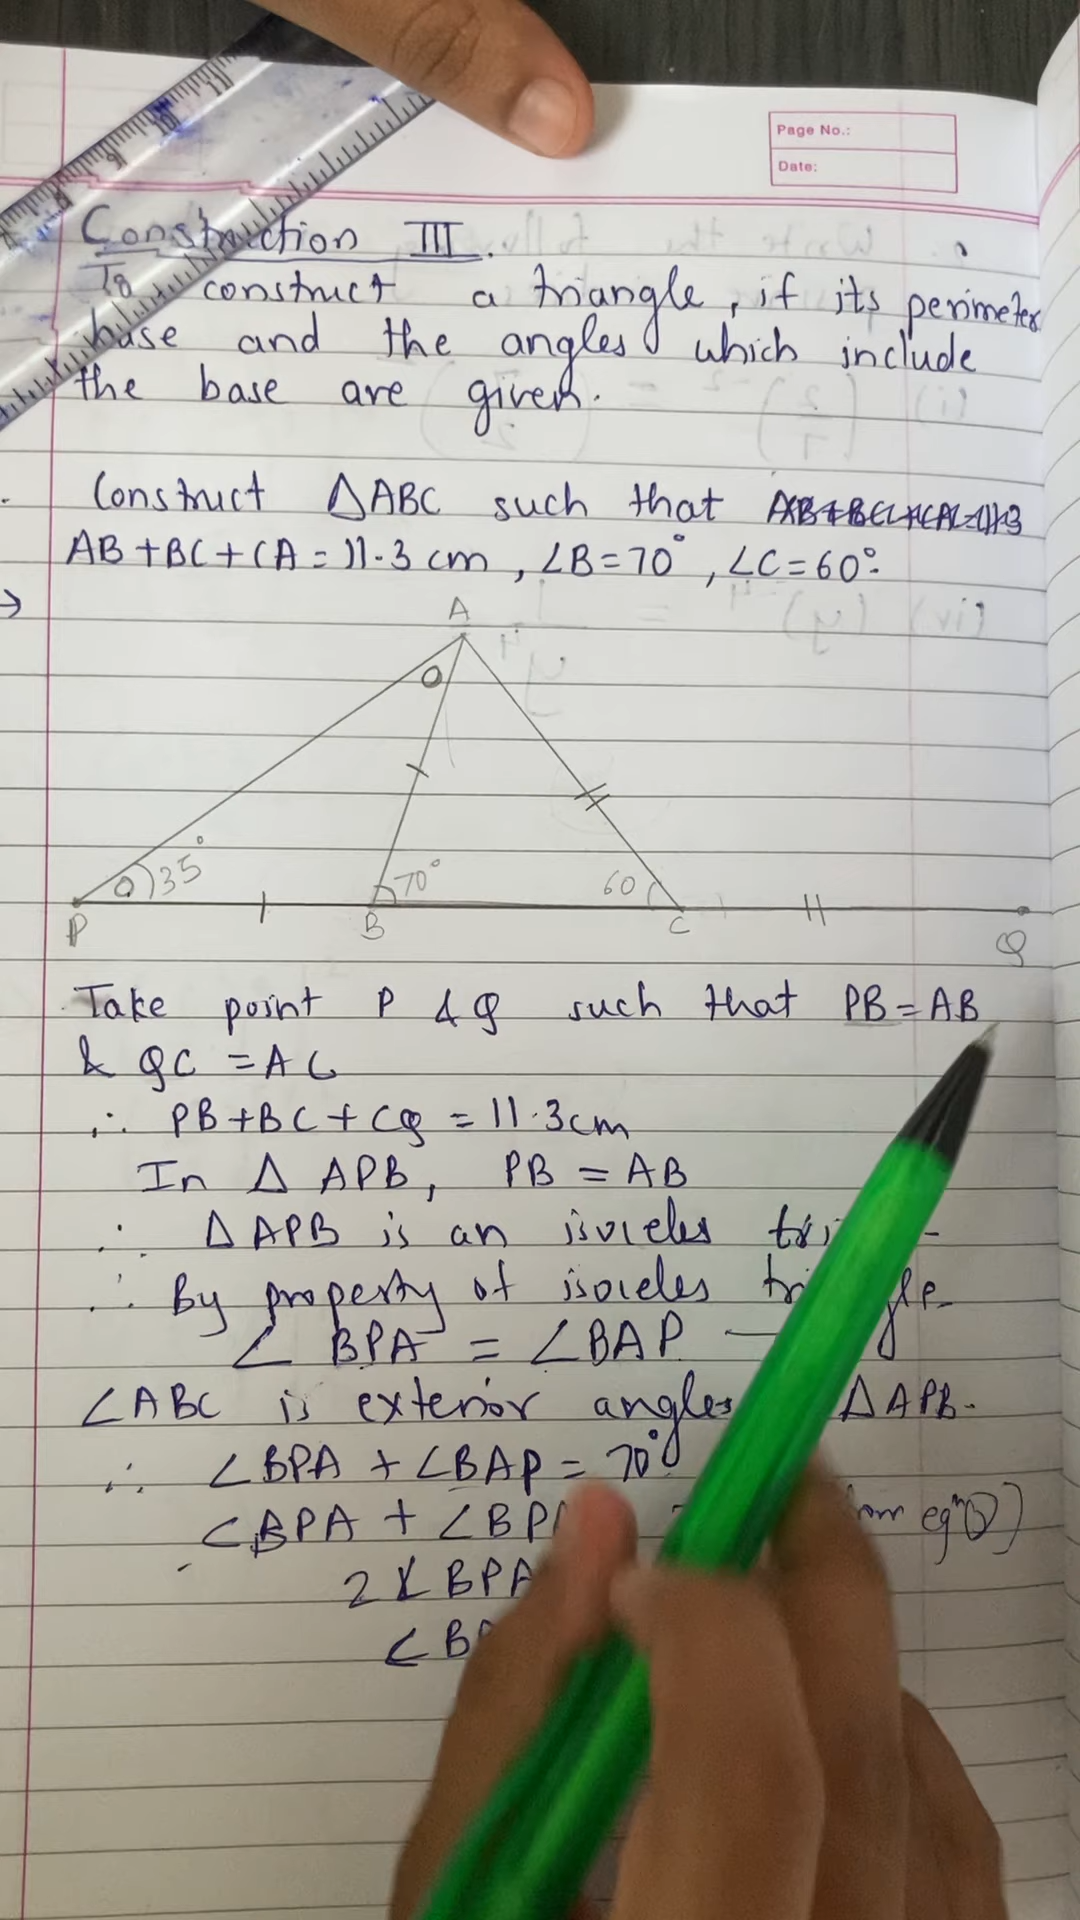 Page No.:
Date:
Construction III.
To construct a triangle, if its perimeter
base and the angles which include
the base are given.
Construct △ABC such that
AB+BC+CA = 11.3 cm, ∠B=70°, ∠C=60°.
→
A
35°
70°
60
P
B
C
Q
Take point P & Q such that PB=AB
& QC = AC
∴ PB+BC+CQ = 11.3cm
In △ APB, PB = AB
∴ △APB is an isoceles
∴ By property of isoceles
∠ BPA = ∠BAP —
∠ABC is exterior angles △APB.
∴ ∠BPA + ∠BAP = 70°
∠BPA + ∠BPA eqⁿ①]
2∠BPA